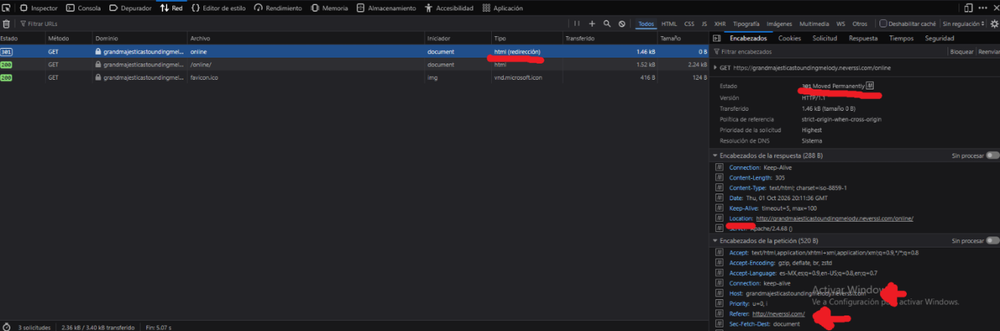 Inspector Consola Depurador Red Editor de estilo Rendimiento Memoria Almacenamiento Accesibilidad Aplicación
Filtrar URLs
Todos HTML CSS JS XHR Tipografía Imágenes Multimedia WS Otros Deshabilitar caché Sin regulación
Estado Método Dominio Archivo Iniciador Tipo Transferido Tamaño
301 GET grandmajesticastoundingmel... online document html (redirección) 1.46 kB 0 B
200 GET grandmajesticastoundingmel... /online/ document html 1.52 kB 2.24 kB
200 GET grandmajesticastoundingmel... favicon.ico img vnd.microsoft.icon 416 B 124 B
3 solicitudes 2.36 kB / 3.40 kB transferido Fin: 5.07 s
Encabezados Cookies Solicitud Respuesta Tiempos Seguridad
Filtrar encabezados Bloquear Reenviar
GET https://grandmajesticastoundingmelody.neverssl.com/online
Estado 301 Moved Permanently
Versión HTTP/1.1
Transferido 1.46 kB (tamaño 0 B)
Política de referencia strict-origin-when-cross-origin
Prioridad de la solicitud Highest
Resolución de DNS Sistema
Encabezados de la respuesta (288 B) Sin procesar
Connection: Keep-Alive
Content-Length: 305
Content-Type: text/html; charset=iso-8859-1
Date: Thu, 01 Oct 2026 20:11:36 GMT
Keep-Alive: timeout=5, max=100
Location: http://grandmajesticastoundingmelody.neverssl.com/online/
Server: Apache/2.4.68 ()
Encabezados de la petición (520 B) Sin procesar
Accept: text/html,application/xhtml+xml,application/xml;q=0.9,*/*;q=0.8
Accept-Encoding: gzip, deflate, br, zstd
Accept-Language: es-MX,es;q=0.9,en-US;q=0.8,en;q=0.7
Connection: keep-alive
Activar Windows
Host: grandmajesticastoundingmelody.neverssl.com
Ve a Configuración para activar Windows.
Priority: u=0, i
Referer: http://neverssl.com/
Sec-Fetch-Dest: document